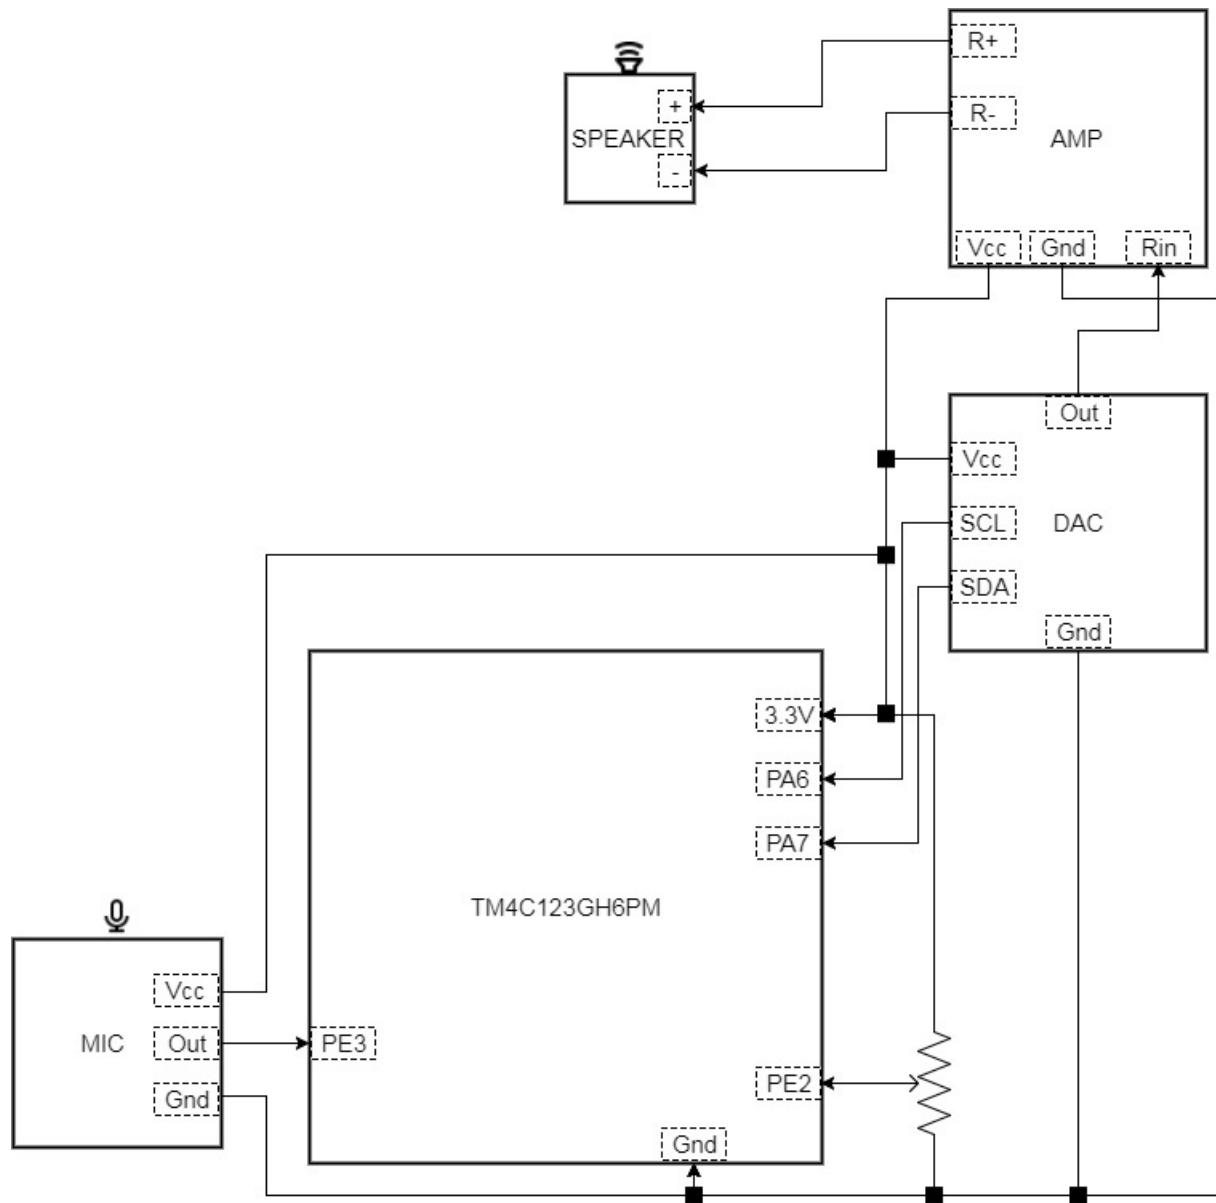 R+
+
R-
SPEAKER
AMP
-
Vcc Gnd Rin
Out
Vcc
SCL DAC
SDA
Gnd
3.3V
PA6
PA7
TM4C123GH6PM
Vcc
MIC Out PE3
PE2
Gnd
Gnd